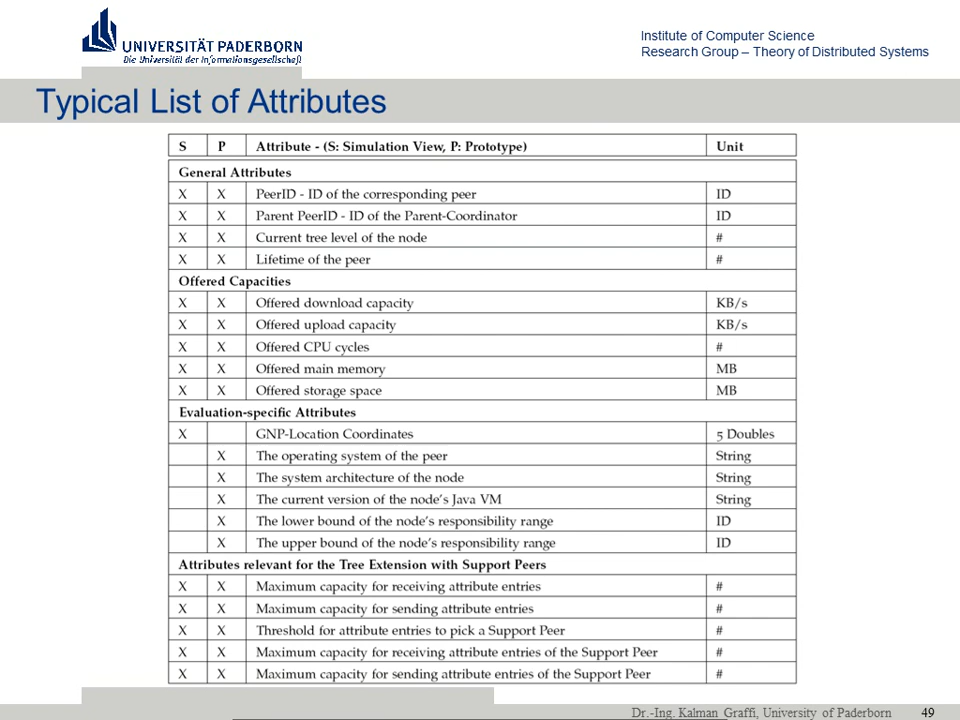 UNIVERSITÄT PADERBORN
Die Universität der Informationsgesellschaft
Institute of Computer Science
Research Group – Theory of Distributed Systems
Typical List of Attributes
S P Attribute - (S: Simulation View, P: Prototype) Unit
General Attributes
X X PeerID - ID of the corresponding peer ID
X X Parent PeerID - ID of the Parent-Coordinator ID
X X Current tree level of the node #
X X Lifetime of the peer #
Offered Capacities
X X Offered download capacity KB/s
X X Offered upload capacity KB/s
X X Offered CPU cycles #
X X Offered main memory MB
X X Offered storage space MB
Evaluation-specific Attributes
X GNP-Location Coordinates 5 Doubles
X The operating system of the peer String
X The system architecture of the node String
X The current version of the node's Java VM String
X The lower bound of the node's responsibility range ID
X The upper bound of the node's responsibility range ID
Attributes relevant for the Tree Extension with Support Peers
X X Maximum capacity for receiving attribute entries #
X X Maximum capacity for sending attribute entries #
X X Threshold for attribute entries to pick a Support Peer #
X X Maximum capacity for receiving attribute entries of the Support Peer #
X X Maximum capacity for sending attribute entries of the Support Peer #
Dr.-Ing. Kalman Graffi, University of Paderborn 49